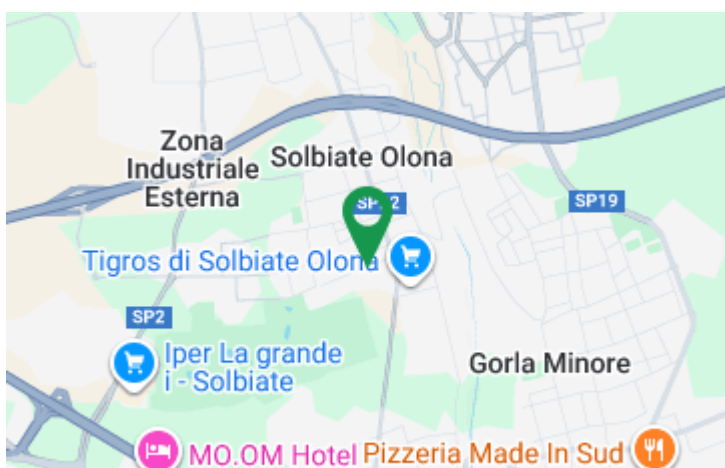 Zona
Industriale
Esterna
Solbiate Olona
SP19
Tigros di Solbiate Olona
SP2
Iper La grande
i - Solbiate
Gorla Minore
MO.OM Hotel
Pizzeria Made In Sud